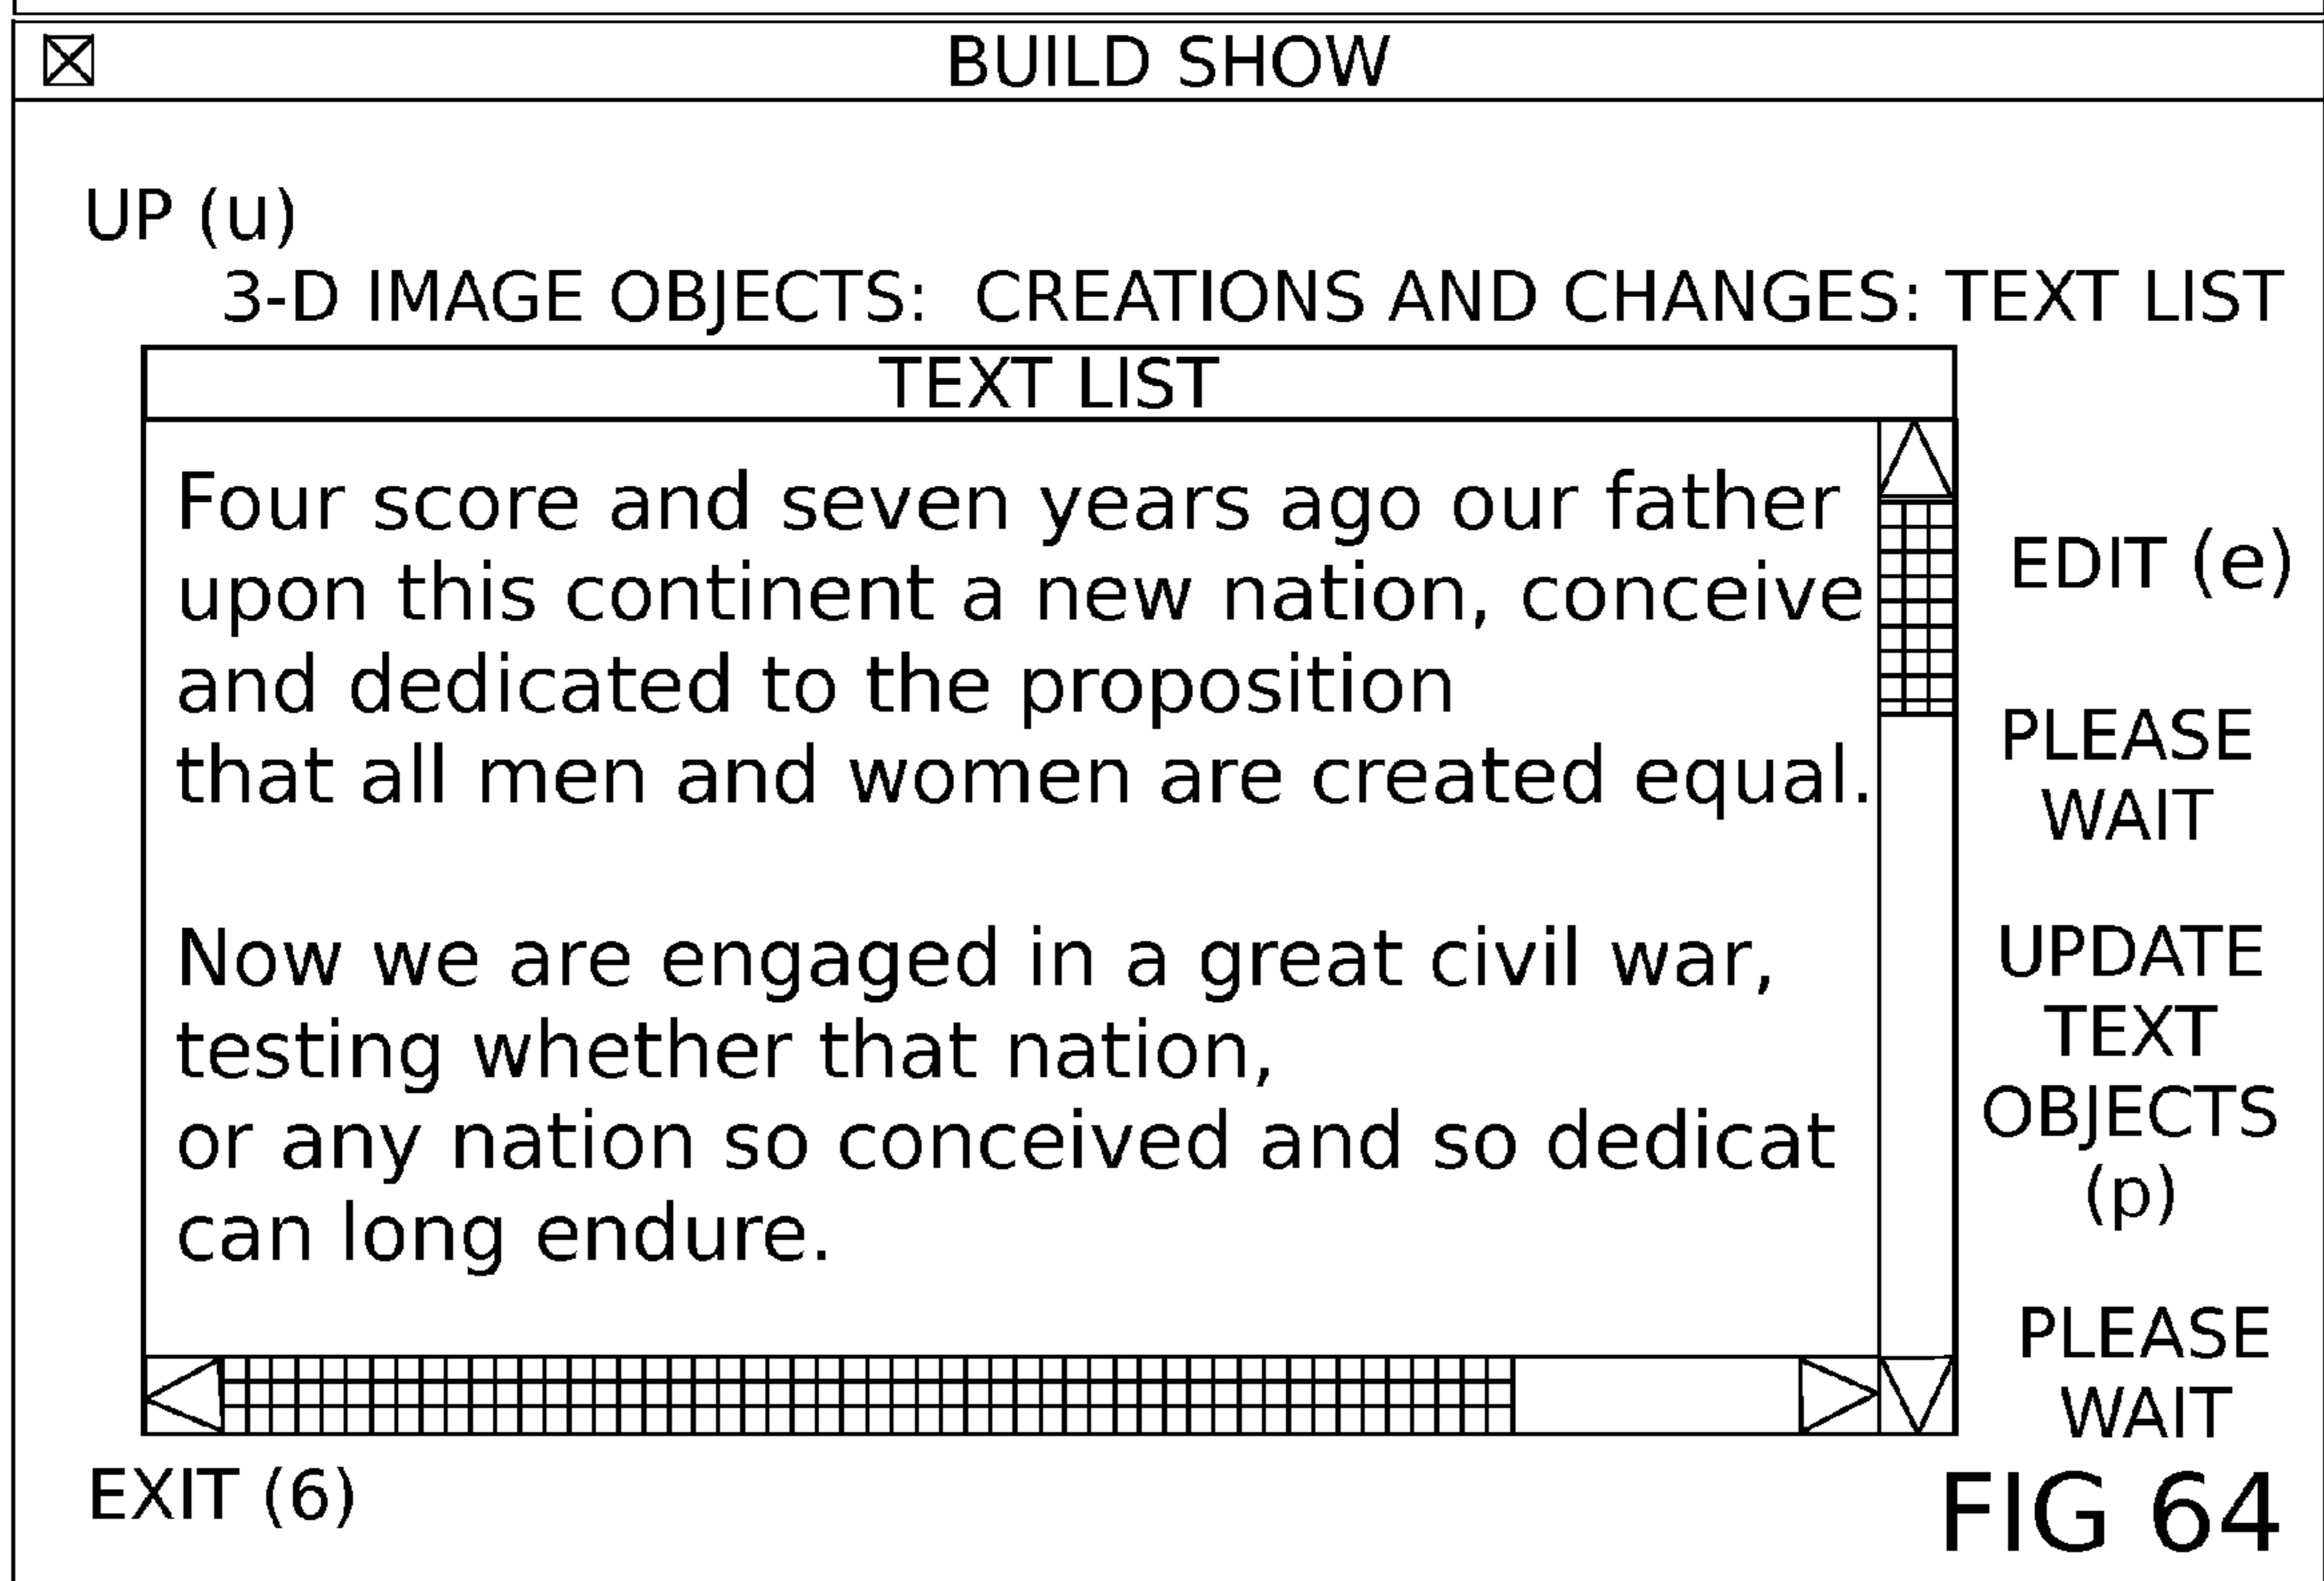 BUILD SHOW
UP (u)
3-D IMAGE OBJECTS: CREATIONS AND CHANGES: TEXT LIST
TEXT LIST
Four score and seven years ago our father
upon this continent a new nation, conceive
and dedicated to the proposition
that all men and women are created equal.
Now we are engaged in a great civil war,
testing whether that nation,
or any nation so conceived and so dedicat
can long endure.
EDIT (e)
PLEASE
WAIT
UPDATE
TEXT
OBJECTS
(p)
PLEASE
WAIT
EXIT (6)
FIG 64